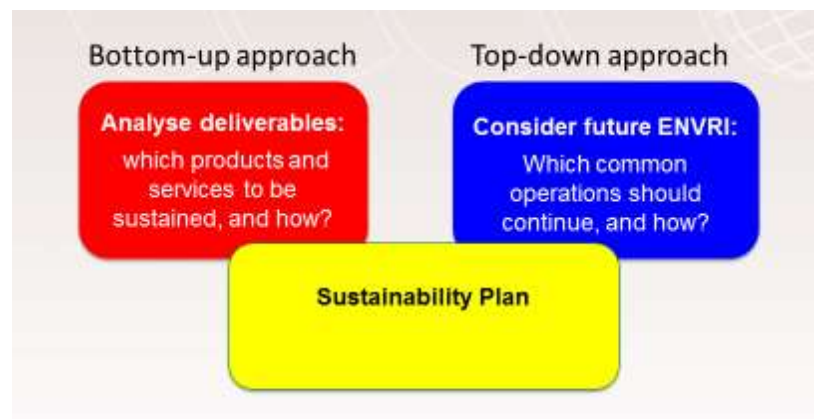 Bottom-up approach
Analyse deliverables:
which products and
services to be
sustained, and how?
Top-down approach
Consider future ENVRI:
Which common
operations should
continue, and how?
Sustainability Plan